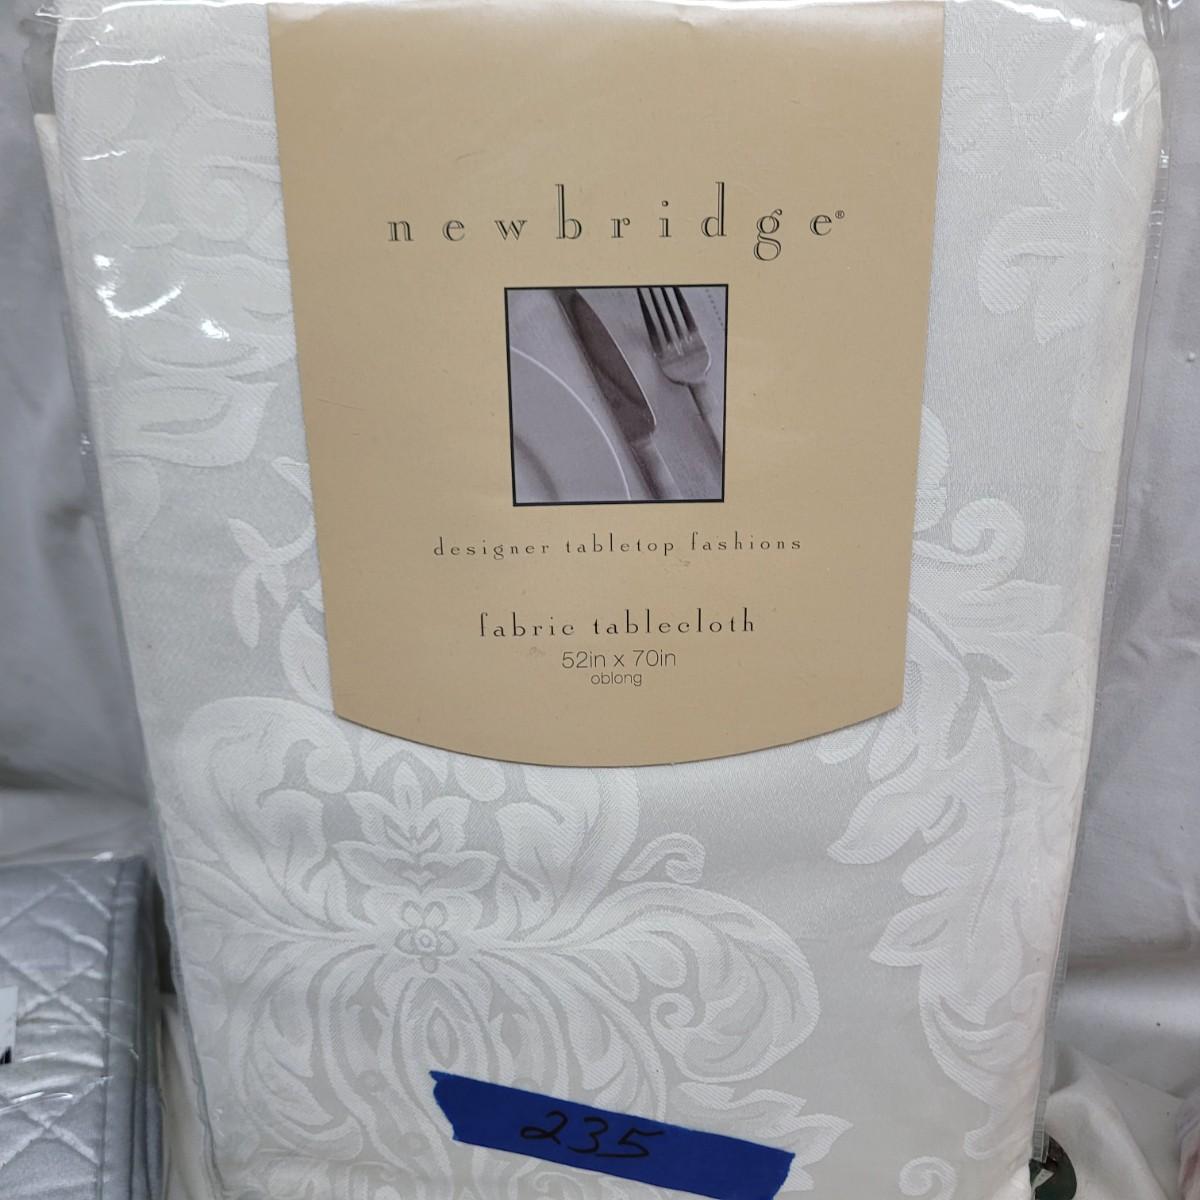 newbridge®
designer tabletop fashions
fabric tablecloth
52in x 70in
oblong
235